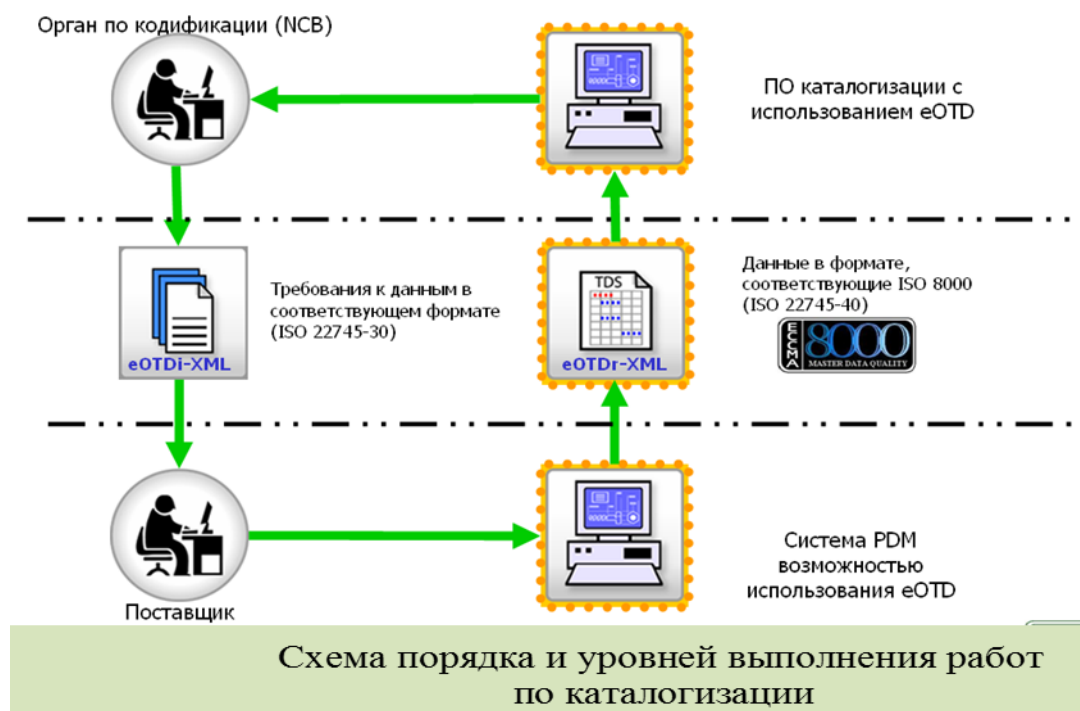 Орган по кодификации (NCB)
ПО каталогизации с
использованием eOTD
eOTDi-XML
Требования к данным в
соответствующем формате
(ISO 22745-30)
TDS
eOTDr-XML
Данные в формате,
соответствующие ISO 8000
(ISO 22745-40)
ECCMA
8000
MASTER DATA QUALITY
Поставщик
Система PDM
возможностью
использования eOTD
Схема порядка и уровней выполнения работ
по каталогизации